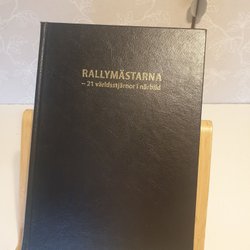 RALLYMÄSTARNA
– 21 världsstjärnor i närbild